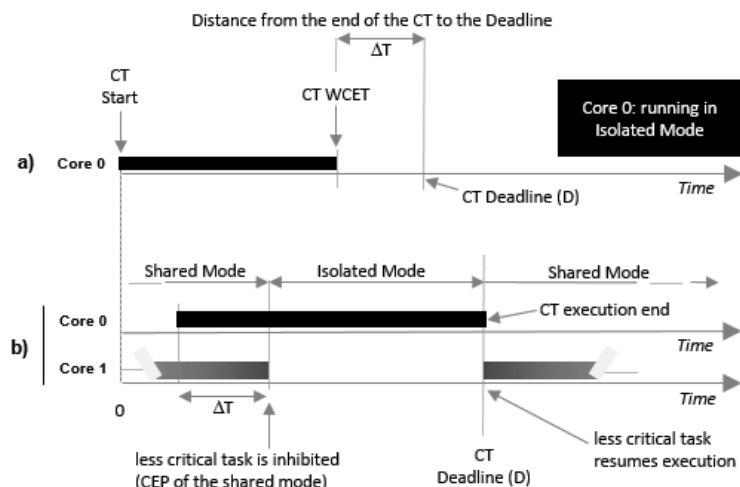 Distance from the end of the CT to the Deadline
ΔT
CT
Start
CT WCET
Core 0: running in
Isolated Mode
a)
Core 0
Time
CT Deadline (D)
Shared Mode
Isolated Mode
Shared Mode
CT execution end
Core 0
Time
b)
Core 1
Time
0
ΔT
less critical task is inhibited
(CEP of the shared mode)
CT
Deadline (D)
less critical task
resumes execution